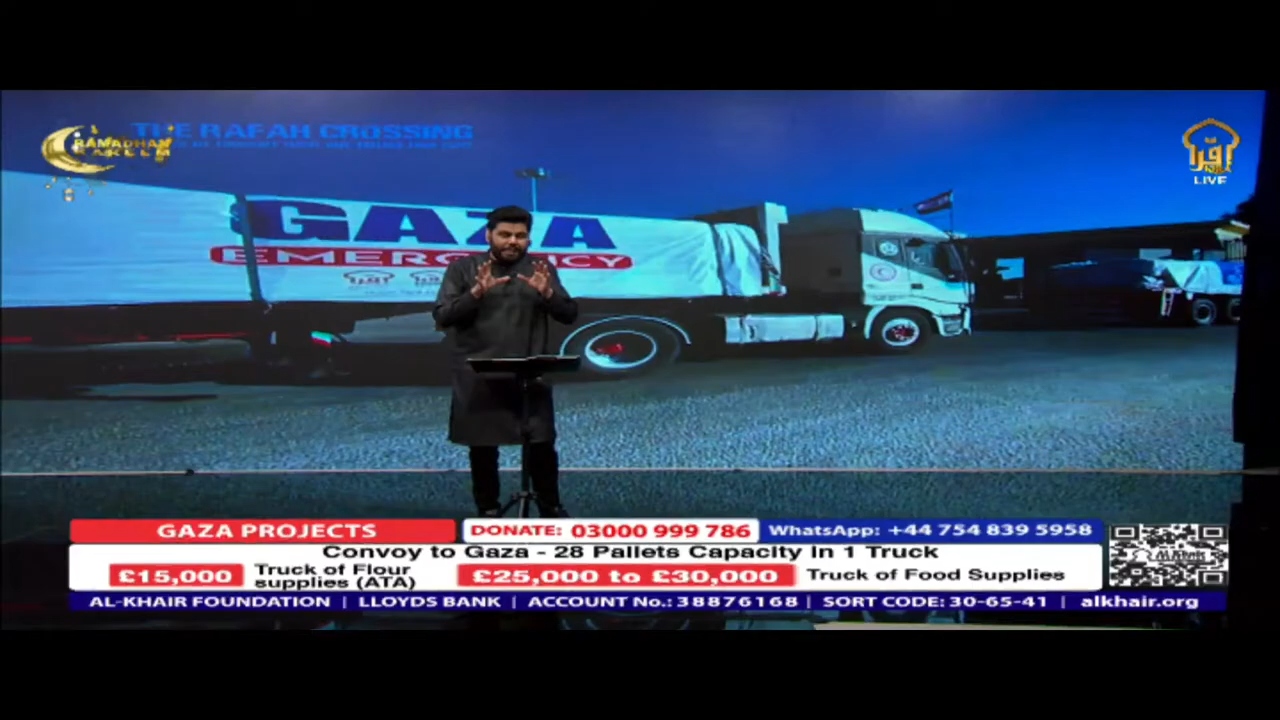 THE RAFAH CROSSING
RAMADHAN
KAREEM
اقرأ
LIVE
GAZA
EMERGENCY
GAZA PROJECTS
DONATE: 03000 999 786
WhatsApp: +44 754 839 5958
Convoy to Gaza - 28 Pallets Capacity in 1 Truck
£15,000
Truck of Flour
supplies (ATA)
£25,000 to £30,000
Truck of Food Supplies
AL-KHAIR FOUNDATION | LLOYDS BANK | ACCOUNT No.: 38876168 | SORT CODE: 30-65-41 | alkhair.org